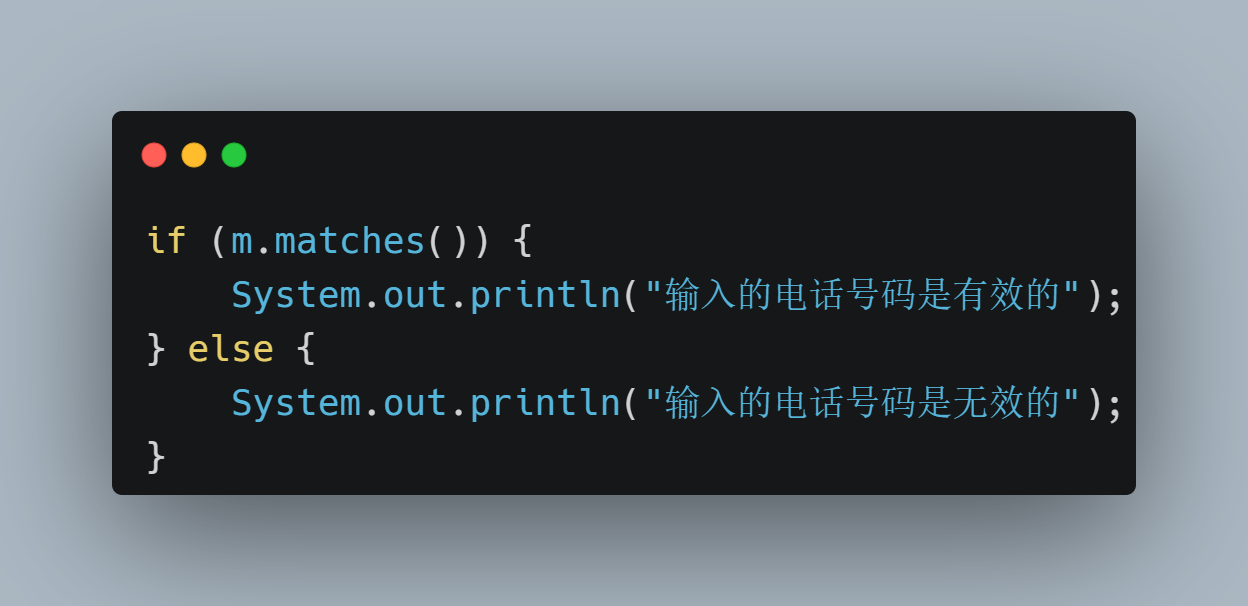 if (m.matches()) {
    System.out.println("输入的电话号码是有效的");
} else {
    System.out.println("输入的电话号码是无效的");
}